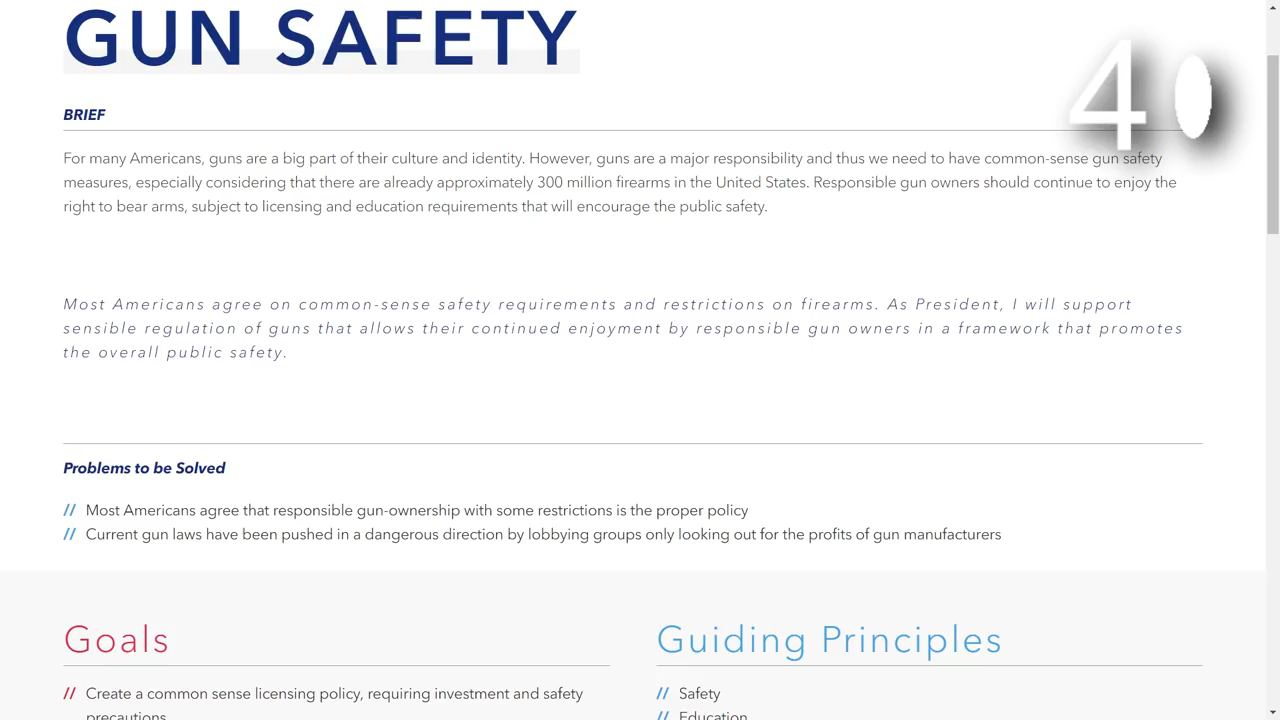 GUN SAFETY
40
BRIEF
For many Americans, guns are a big part of their culture and identity. However, guns are a major responsibility and thus we need to have common-sense gun safety
measures, especially considering that there are already approximately 300 million firearms in the United States. Responsible gun owners should continue to enjoy the
right to bear arms, subject to licensing and education requirements that will encourage the public safety.
Most Americans agree on common-sense safety requirements and restrictions on firearms. As President, I will support
sensible regulation of guns that allows their continued enjoyment by responsible gun owners in a framework that promotes
the overall public safety.
Problems to be Solved
// Most Americans agree that responsible gun-ownership with some restrictions is the proper policy
// Current gun laws have been pushed in a dangerous direction by lobbying groups only looking out for the profits of gun manufacturers
Goals
// Create a common sense licensing policy, requiring investment and safety
precautions
Guiding Principles
// Safety
// Education